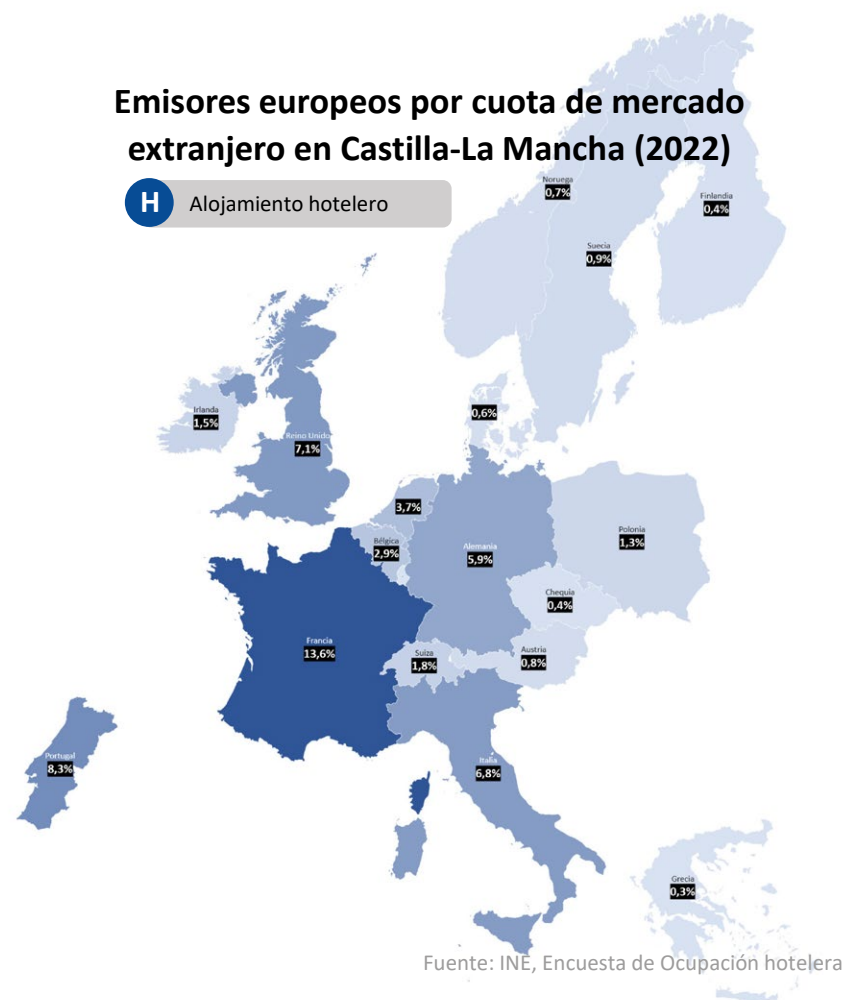 Emisores europeos por cuota de mercado
extranjero en Castilla-La Mancha (2022)
H Alojamiento hotelero
Noruega
0,7%
Finlandia
0,4%
Suecia
0,9%
Irlanda
1,5%
Reino Unido
7,1%
0,6%
3,7%
Bélgica
2,9%
Alemania
5,9%
Polonia
1,3%
Chequia
0,4%
Francia
13,6%
Suiza
1,8%
Austria
0,8%
Portugal
8,3%
Italia
6,8%
Grecia
0,3%
Fuente: INE, Encuesta de Ocupación hotelera